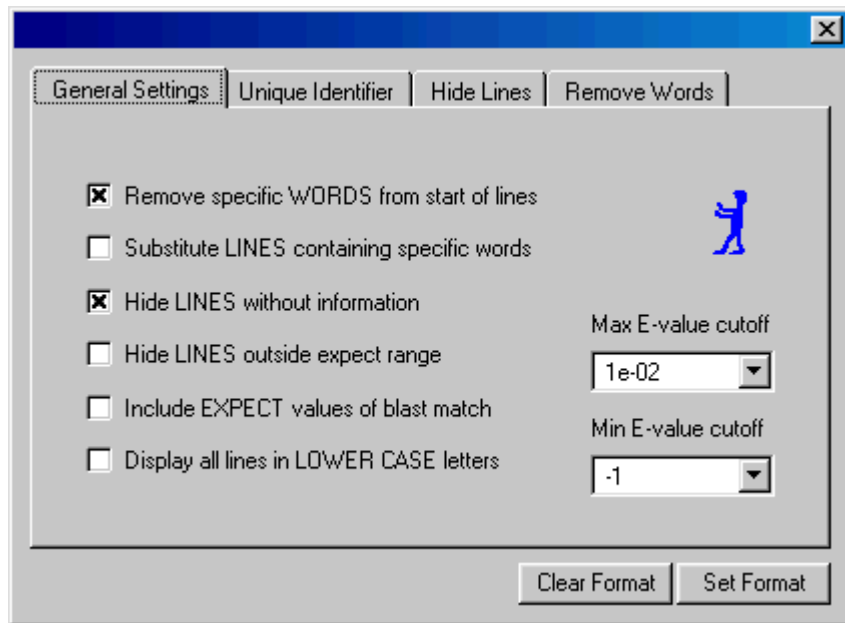 General Settings
Unique Identifier
Hide Lines
Remove Words
Remove specific WORDS from start of lines
Substitute LINES containing specific words
Hide LINES without information
Hide LINES outside expect range
Include EXPECT values of blast match
Display all lines in LOWER CASE letters
Max E-value cutoff
1e-02
Min E-value cutoff
-1
Clear Format
Set Format